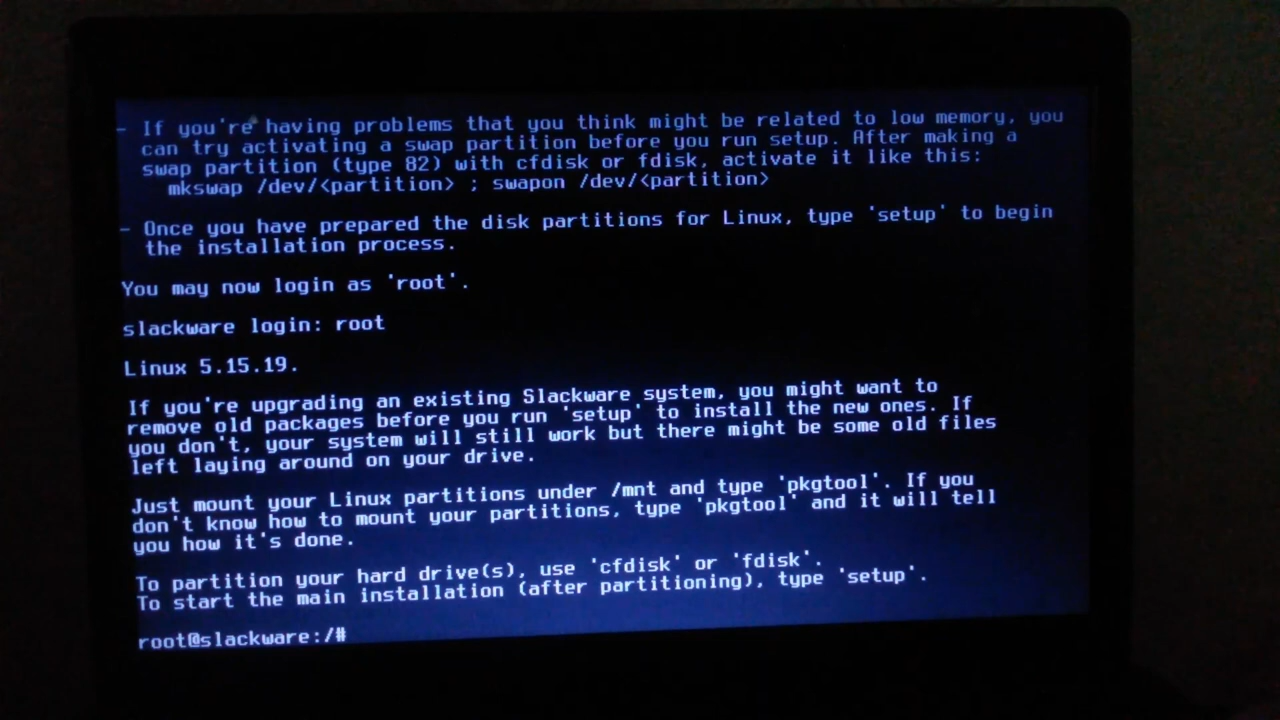 - If you're having problems that you think might be related to low memory, you
can try activating a swap partition before you run setup. After making a
swap partition (type 82) with cfdisk or fdisk, activate it like this:
mkswap /dev/<partition> ; swapon /dev/<partition>
- Once you have prepared the disk partitions for Linux, type 'setup' to begin
the installation process.
You may now login as 'root'.
slackware login: root
Linux 5.15.19.
If you're upgrading an existing Slackware system, you might want to
remove old packages before you run 'setup' to install the new ones. If
you don't, your system will still work but there might be some old files
left laying around on your drive.
Just mount your Linux partitions under /mnt and type 'pkgtool'. If you
don't know how to mount your partitions, type 'pkgtool' and it will tell
you how it's done.
To partition your hard drive(s), use 'cfdisk' or 'fdisk'.
To start the main installation (after partitioning), type 'setup'.
root@slackware:/#